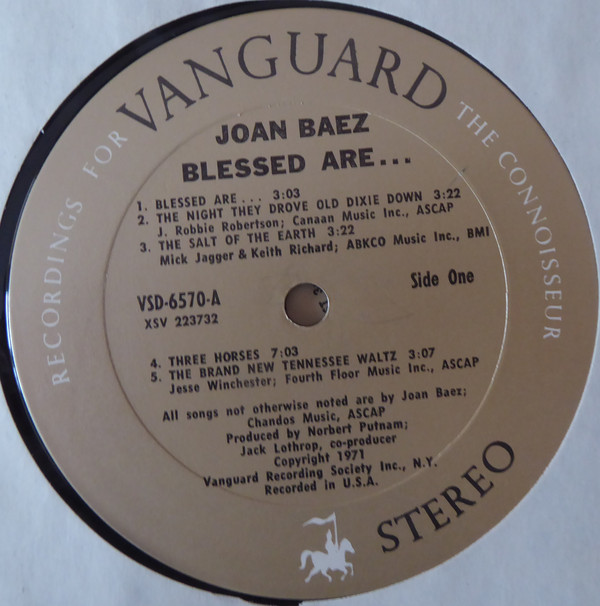 RECORDINGS FOR VANGUARD THE CONNOISSEUR
JOAN BAEZ
BLESSED ARE...
1. BLESSED ARE... 3:03
2. THE NIGHT THEY DROVE OLD DIXIE DOWN 3:22
J. Robbie Robertson; Canaan Music Inc., ASCAP
3. THE SALT OF THE EARTH 3:22
Mick Jagger & Keith Richard; ABKCO Music Inc., BMI
VSD-6570-A
Side One
XSV 223732
4. THREE HORSES 7:03
5. THE BRAND NEW TENNESSEE WALTZ 3:07
Jesse Winchester; Fourth Floor Music Inc., ASCAP
All songs not otherwise noted are by Joan Baez;
Chandos Music, ASCAP
Produced by Norbert Putnam;
Jack Lothrop, co-producer
Copyright 1971
Vanguard Recording Society Inc., N.Y.
Recorded in U.S.A.
STEREO